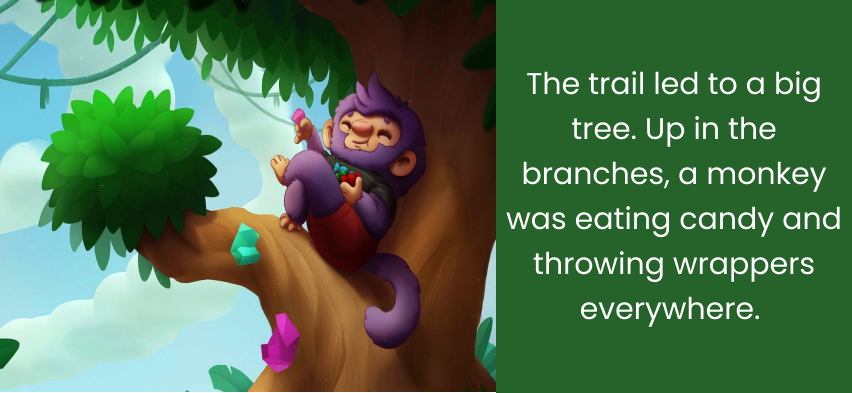 The trail led to a big
tree. Up in the
branches, a monkey
was eating candy and
throwing wrappers
everywhere.